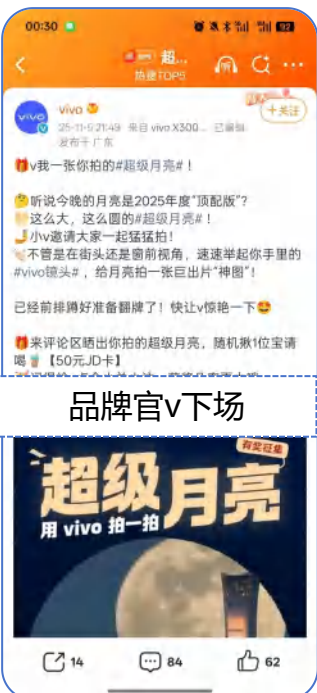 00:30
92
超...
热搜TOP5
vivo
+关注
25-11-5 21:49 来自 vivo X300... 已编辑
发布于 广东
🎁v我一张你拍的#超级月亮#！
🤔听说今晚的月亮是2025年度“顶配版”？
这么大，这么圆的#超级月亮#！
🤳小v邀请大家一起猛猛拍！
不管是在街头还是窗前视角，速速举起你手里的
#vivo镜头#，给月亮拍一张巨出片“神图”！
已经前排蹲好准备翻牌了！快让v惊艳一下🤩
🎁来评论区晒出你拍的超级月亮，随机揪1位宝请
喝🧋【50元JD卡】
品牌官v下场
有奖征集
超级月亮
用 vivo 拍一拍
14
84
62